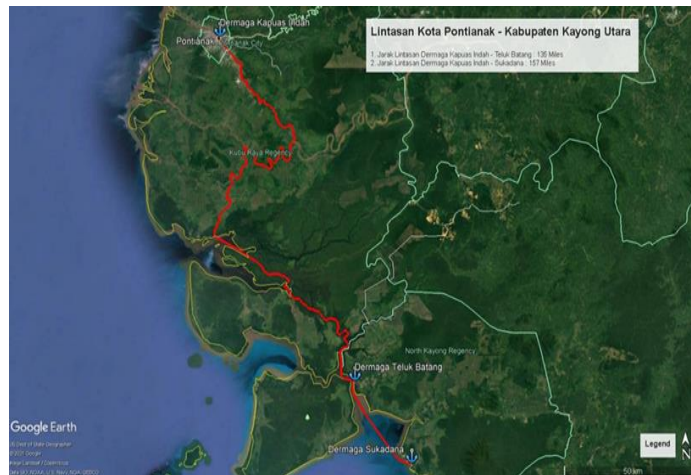 Dermaga Kapuas Indah
Lintasan Kota Pontianak - Kabupaten Kayong Utara
1. Jarak Lintasan Dermaga Kapuas Indah - Teluk Batang : 135 Miles
2. Jarak Lintasan Dermaga Kapuas Indah - Sukadana : 157 Miles
Kubu Raya Regency
North Kayong Regency
Dermaga Teluk Batang
Google Earth
Dermaga Sukadana
Legend
N
50 km